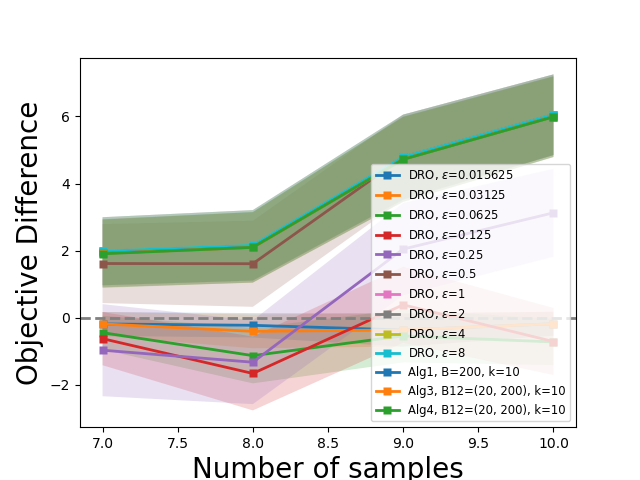 Objective Difference
6
4
2
0
−2
DRO, ε=0.015625
DRO, ε=0.03125
DRO, ε=0.0625
DRO, ε=0.125
DRO, ε=0.25
DRO, ε=0.5
DRO, ε=1
DRO, ε=2
DRO, ε=4
DRO, ε=8
Alg1, B=200, k=10
Alg3, B12=(20, 200), k=10
Alg4, B12=(20, 200), k=10
7.0 7.5 8.0 8.5 9.0 9.5 10.0
Number of samples